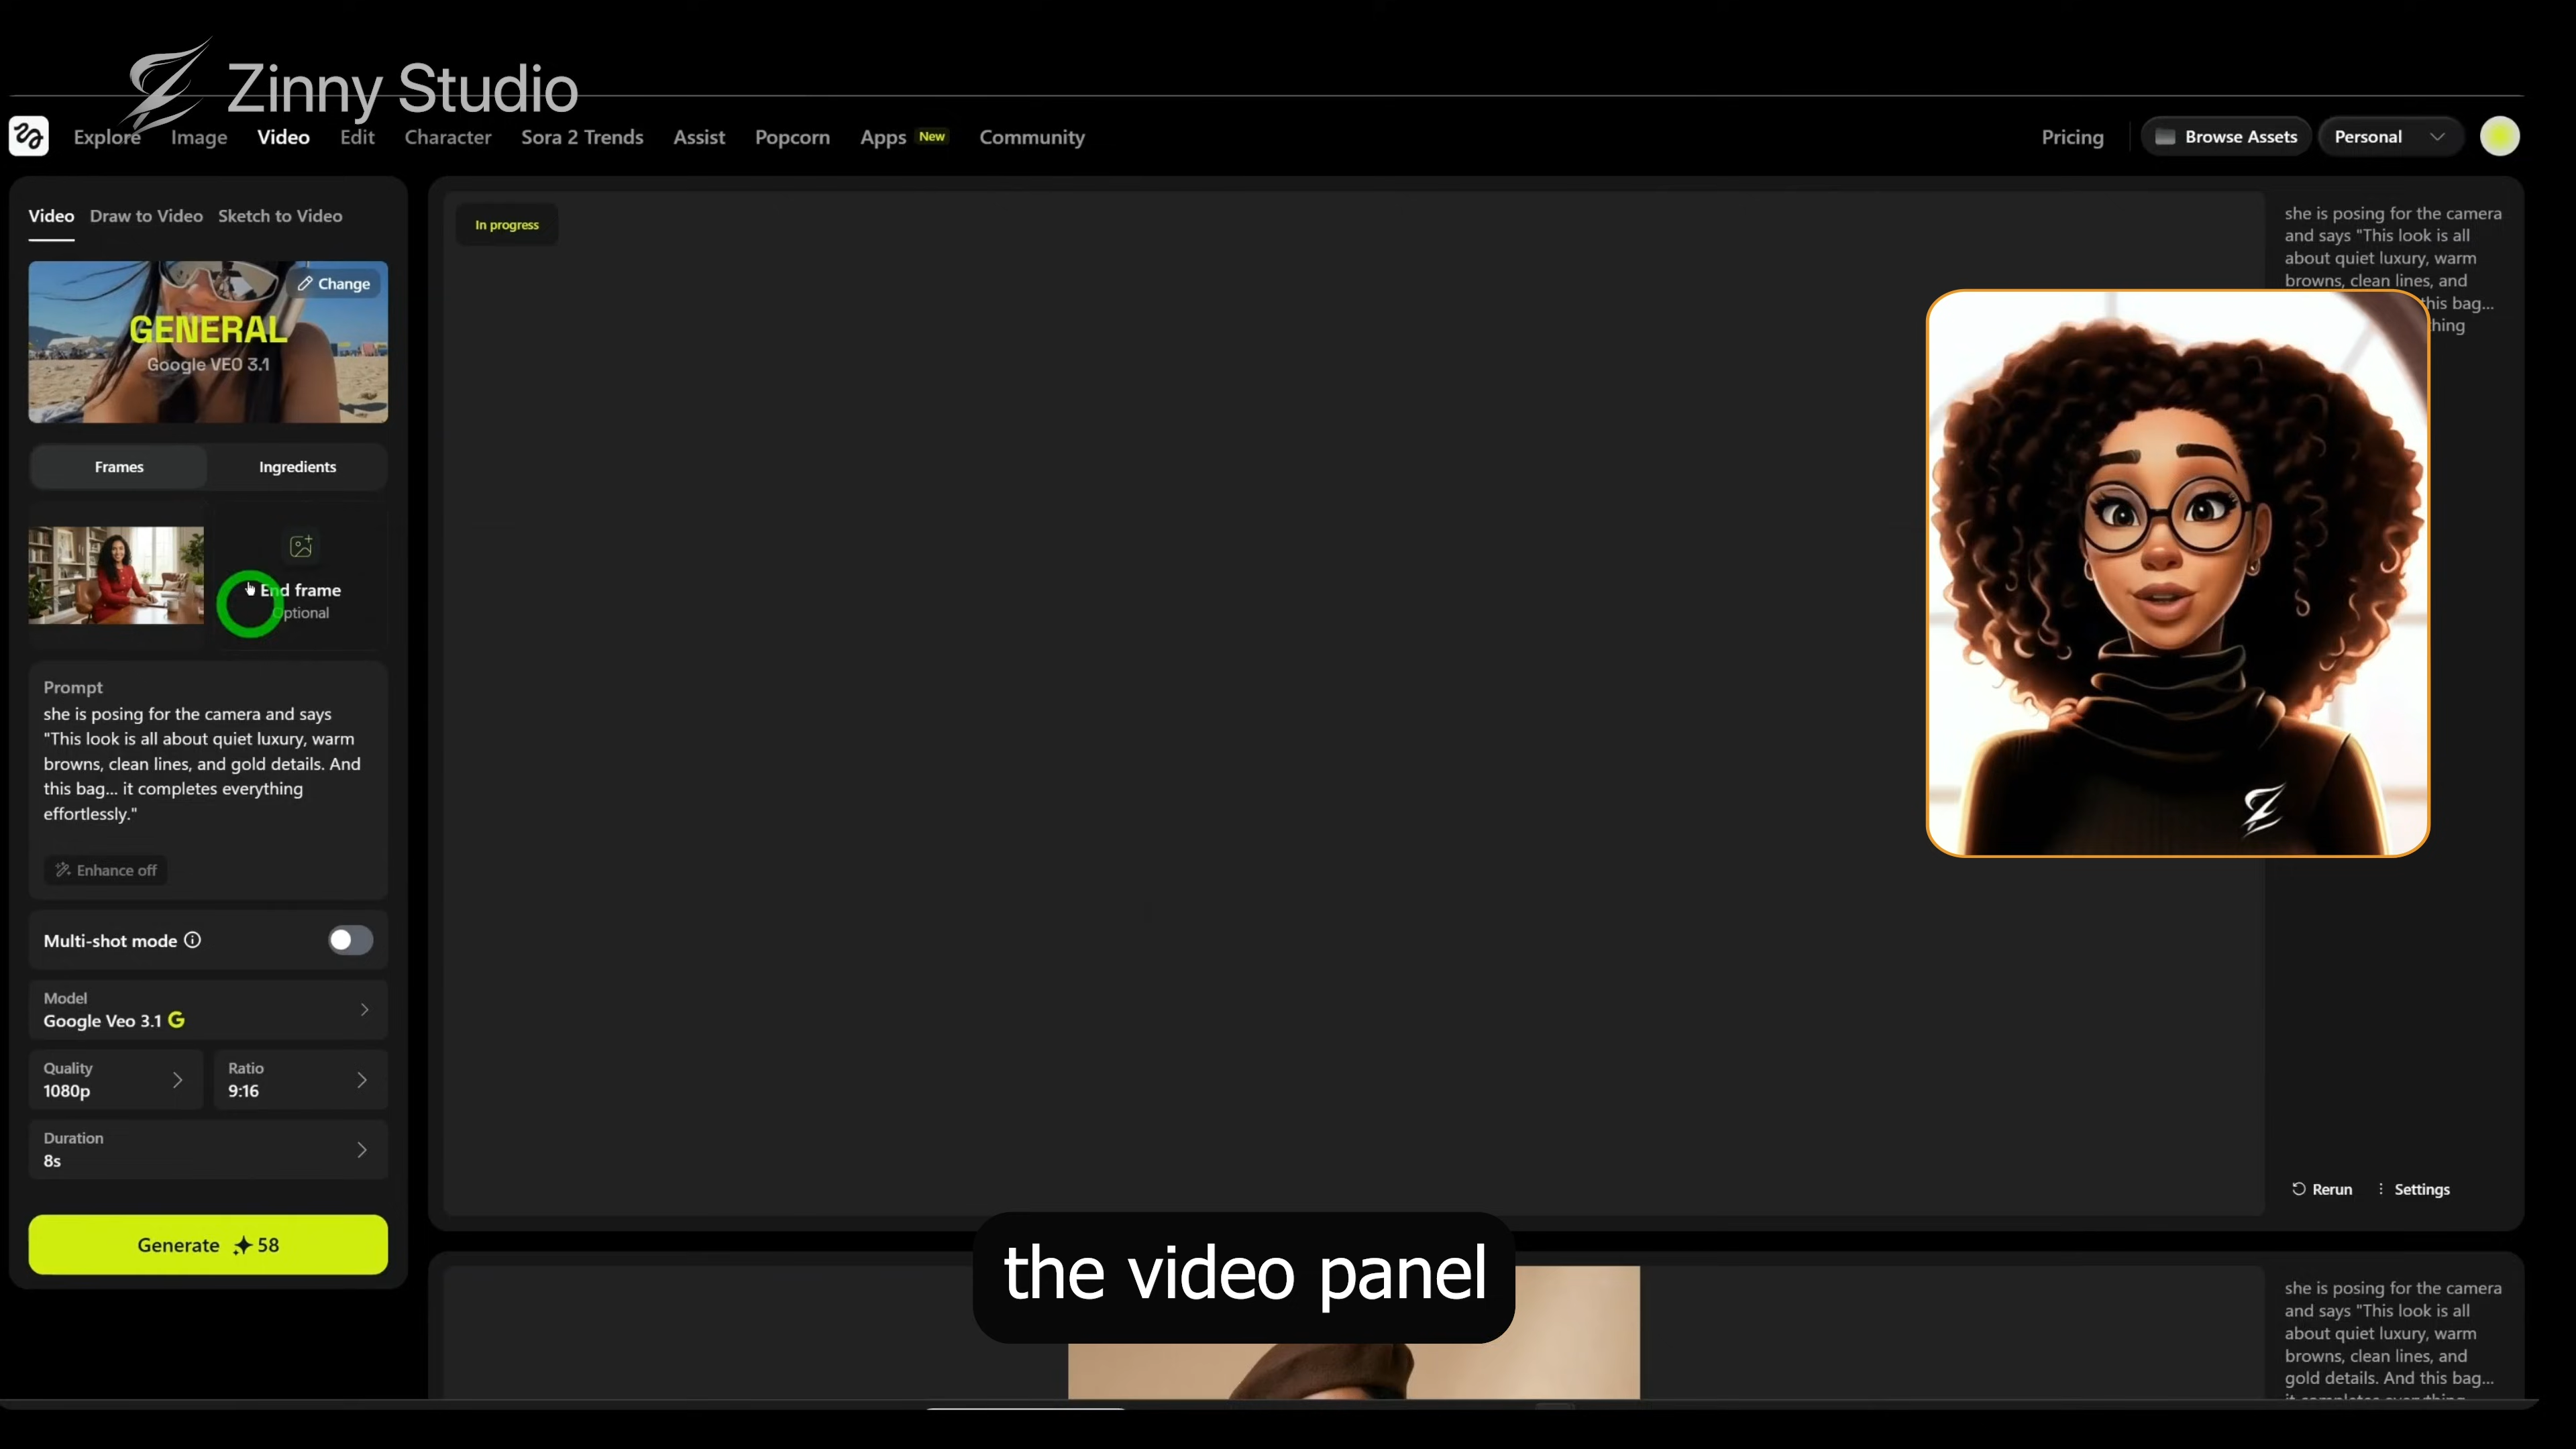 Zinny Studio
Explore Image Video Edit Character Sora 2 Trends Assist Popcorn Apps New Community Pricing Browse Assets Personal
Video Draw to Video Sketch to Video
Change
GENERAL
Google VEO 3.1
Frames Ingredients
End frame
Optional
Prompt
she is posing for the camera and says
"This look is all about quiet luxury, warm
browns, clean lines, and gold details. And
this bag... it completes everything
effortlessly."
Enhance off
Multi-shot mode
Model
Google Veo 3.1 G
Quality
1080p
Ratio
9:16
Duration
8s
Generate 58
In progress
she is posing for the camera
and says "This look is all
about quiet luxury, warm
browns, clean lines, and
this bag...
hing
Rerun Settings
the video panel
she is posing for the camera
and says "This look is all
about quiet luxury, warm
browns, clean lines, and
gold details. And this bag...